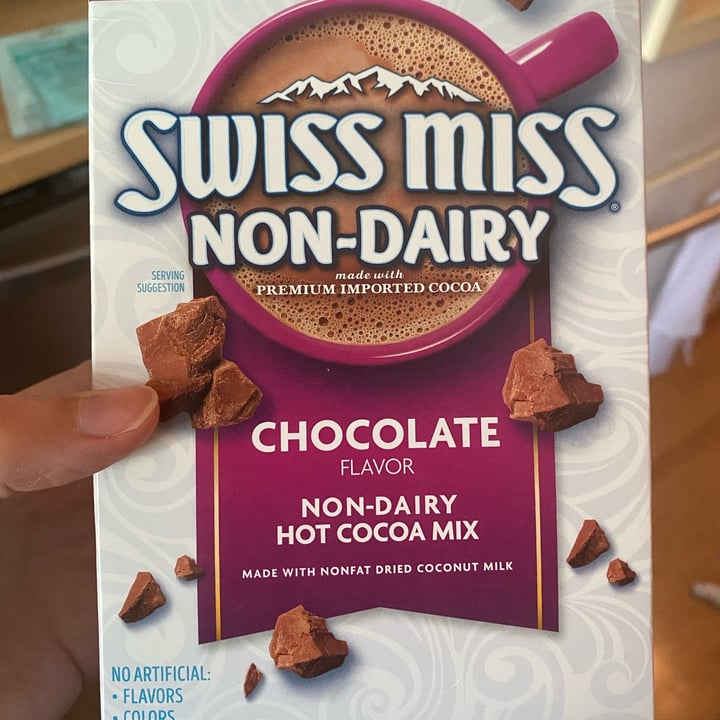 SWISS MISS®
NON-DAIRY
made with
PREMIUM IMPORTED COCOA
SERVING
SUGGESTION
CHOCOLATE
FLAVOR
NON-DAIRY
HOT COCOA MIX
MADE WITH NONFAT DRIED COCONUT MILK
NO ARTIFICIAL:
• FLAVORS
• COLORS